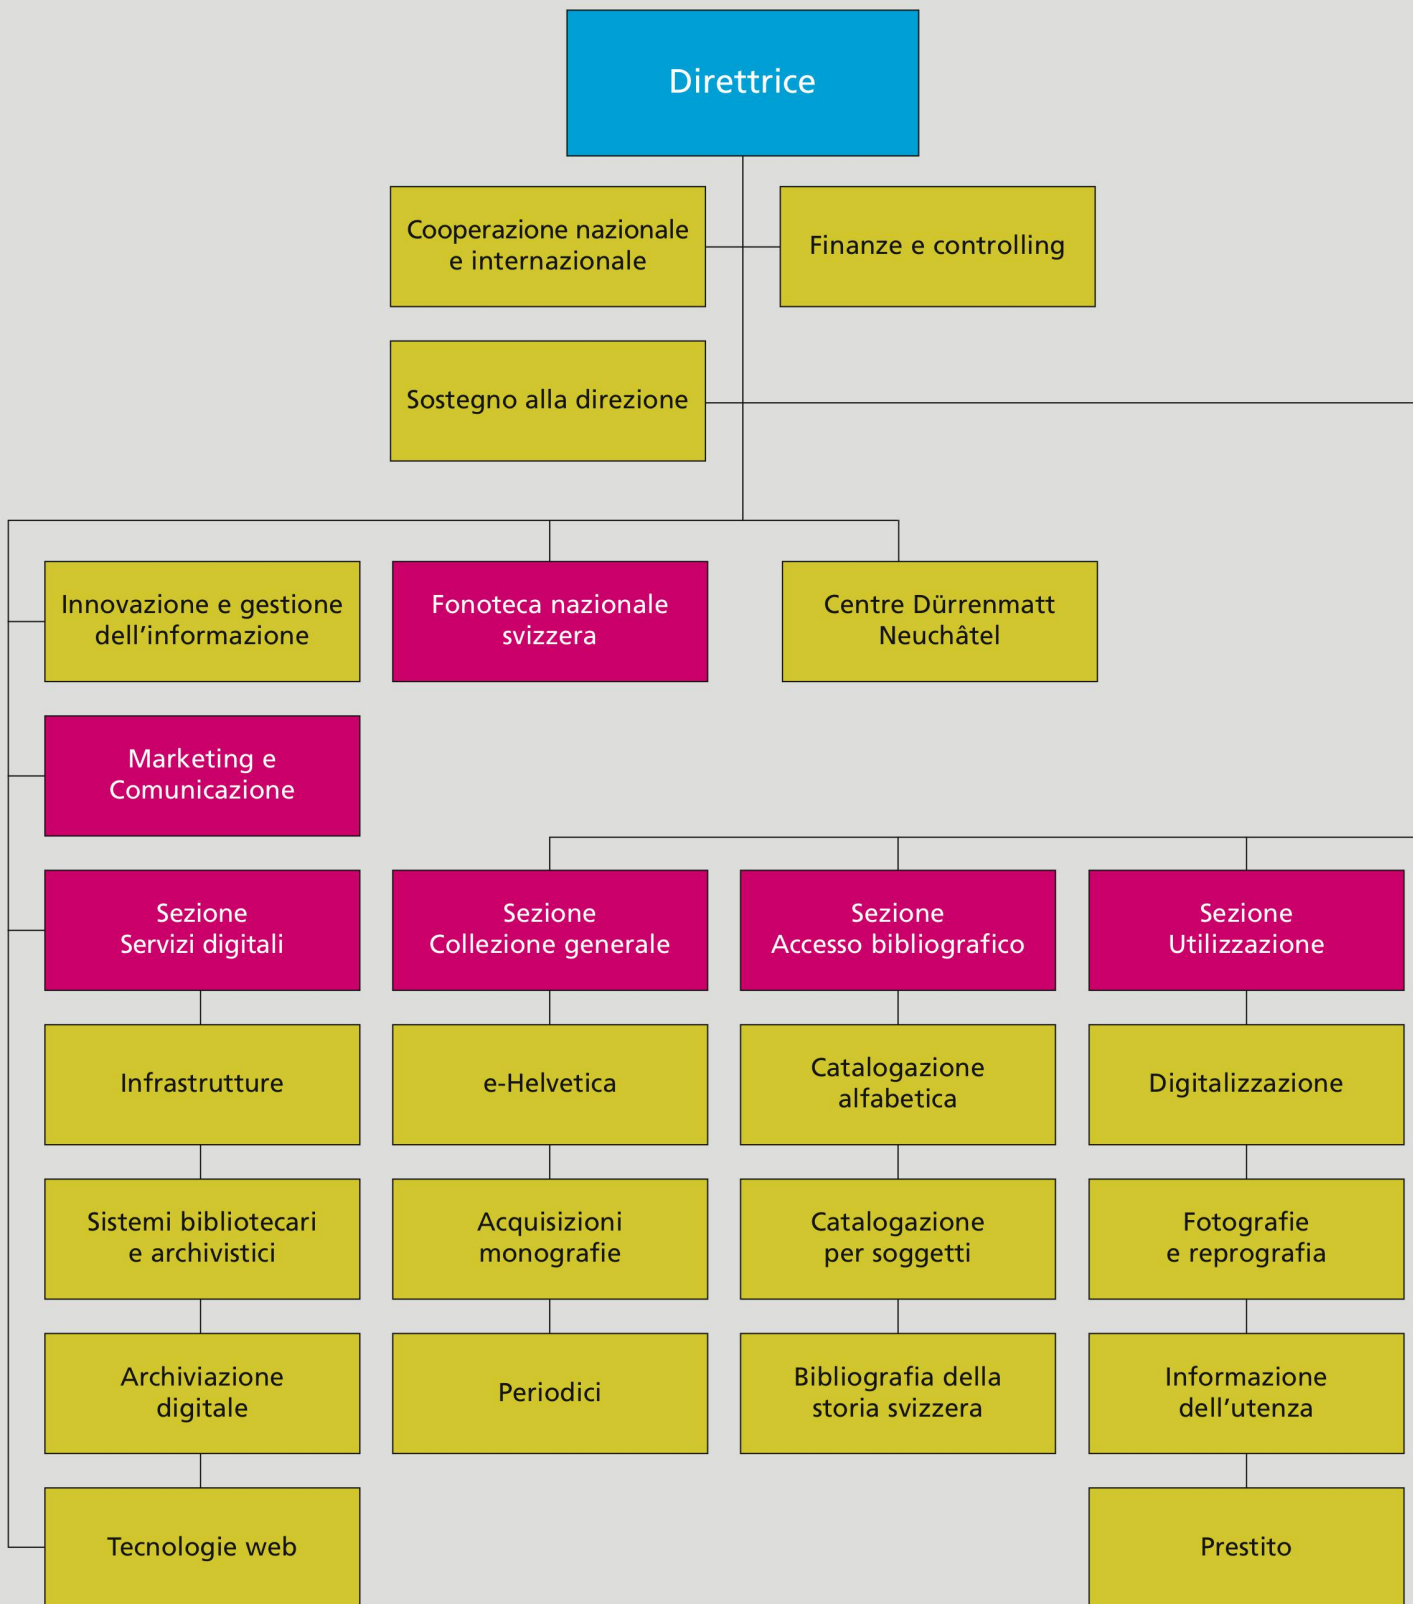 Direttrice
Cooperazione nazionale
e internazionale
Finanze e controlling
Sostegno alla direzione
Innovazione e gestione
dell’informazione
Fonoteca nazionale
svizzera
Centre Dürrenmatt
Neuchâtel
Marketing e
Comunicazione
Sezione
Servizi digitali
Sezione
Collezione generale
Sezione
Accesso bibliografico
Sezione
Utilizzazione
Infrastrutture
e-Helvetica
Catalogazione
alfabetica
Digitalizzazione
Sistemi bibliotecari
e archivistici
Acquisizioni
monografie
Catalogazione
per soggetti
Fotografie
e reprografia
Archiviazione
digitale
Periodici
Bibliografia della
storia svizzera
Informazione
dell’utenza
Tecnologie web
Prestito